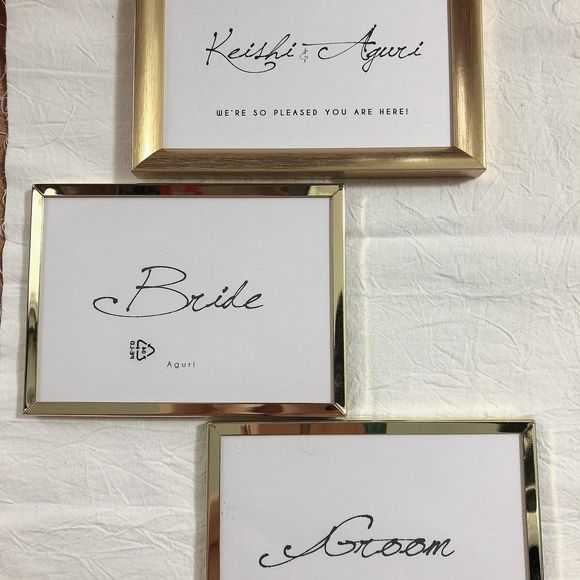 Keishi & Aguri
WE'RE SO PLEASED YOU ARE HERE!
Bride
Aguri
Groom